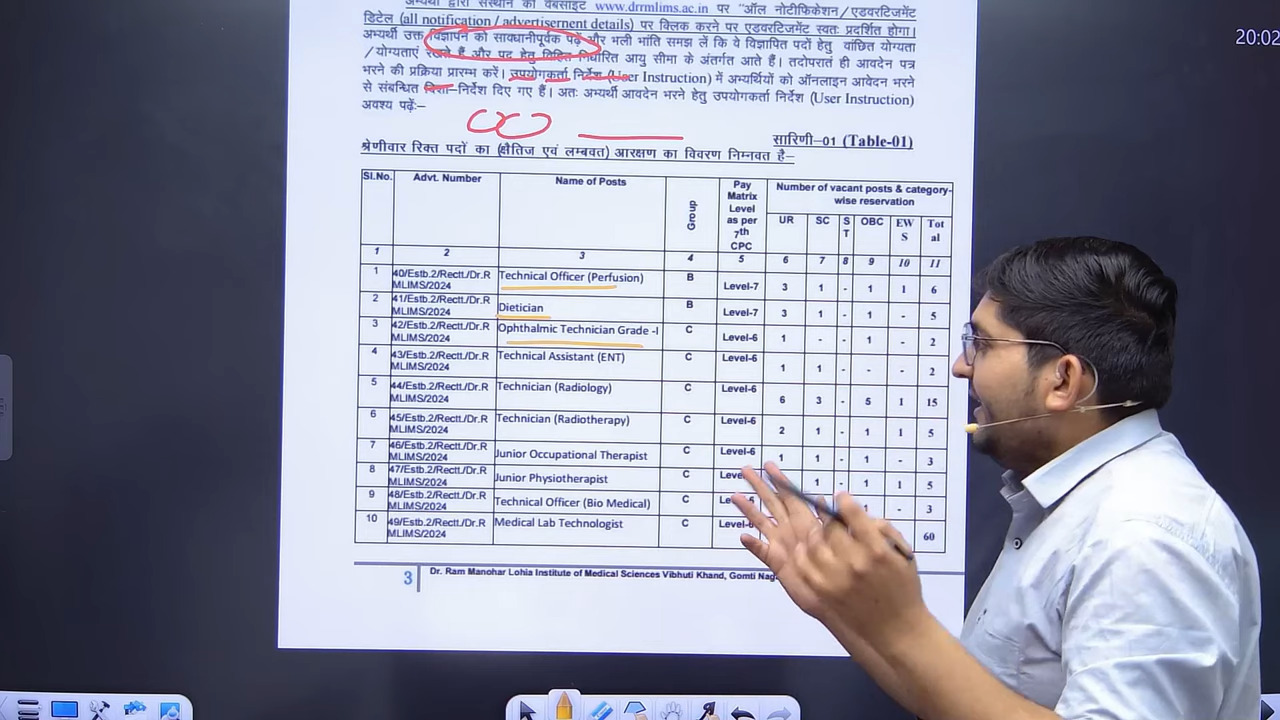 अभ्यर्थी द्वारा संस्थान की वेबसाइट www.drrmlims.ac.in पर "ऑल नोटीफिकेशन/एडवरटिजमेंट
डिटेल (all notification/advertisernent details) पर क्लिक करने पर एडवरटिजमेंट स्वतः प्रदर्शित होगा।
अभ्यर्थी उक्त विज्ञापन को सावधानीपूर्वक पढ़ें और भली भांति समझ लें कि वे विज्ञापित पदों हेतु वांछित योग्यता
/योग्यताएं रखते हैं और पद हेतु विहित निर्धारित आयु सीमा के अंतर्गत आते हैं। तदोपरांत ही आवेदन पत्र
भरने की प्रक्रिया प्रारम्भ करें। उपयोगकर्ता निर्देश (User Instruction) में अभ्यर्थियों को ऑनलाइन आवेदन भरने
से संबन्धित दिशा–निर्देश दिए गए हैं। अतः अभ्यर्थी आवदेन भरने हेतु उपयोगकर्ता निर्देश (User Instruction)
अवश्य पढ़ें:–
20:02
सारिणी–01 (Table-01)
श्रेणीवार रिक्त पदों का (क्षैतिज एवं लम्बवत) आरक्षण का विवरण निम्नवत है–
Sl.No. Advt. Number Name of Posts Group Pay Matrix Level as per 7th CPC Number of vacant posts & category-wise reservation
UR SC ST OBC EWS Total
1 2 3 4 5 6 7 8 9 10 11
1 40/Estb.2/Rectt./Dr.RMLIMS/2024 Technical Officer (Perfusion) B Level-7 3 1 - 1 1 6
2 41/Estb.2/Rectt./Dr.RMLIMS/2024 Dietician B Level-7 3 1 - 1 - 5
3 42/Estb.2/Rectt./Dr.RMLIMS/2024 Ophthalmic Technician Grade -I C Level-6 1 - - 1 - 2
4 43/Estb.2/Rectt./Dr.RMLIMS/2024 Technical Assistant (ENT) C Level-6 1 1 - - - 2
5 44/Estb.2/Rectt./Dr.RMLIMS/2024 Technician (Radiology) C Level-6 6 3 - 5 1 15
6 45/Estb.2/Rectt./Dr.RMLIMS/2024 Technician (Radiotherapy) C Level-6 2 1 - 1 1 5
7 46/Estb.2/Rectt./Dr.RMLIMS/2024 Junior Occupational Therapist C Level-6 1 1 - 1 - 3
8 47/Estb.2/Rectt./Dr.RMLIMS/2024 Junior Physiotherapist C 1 - 1 1 5
9 48/Estb.2/Rectt./Dr.RMLIMS/2024 Technical Officer (Bio Medical) C - 3
10 49/Estb.2/Rectt./Dr.RMLIMS/2024 Medical Lab Technologist C 60
3 Dr. Ram Manohar Lohia Institute of Medical Sciences Vibhuti Khand, Gomti